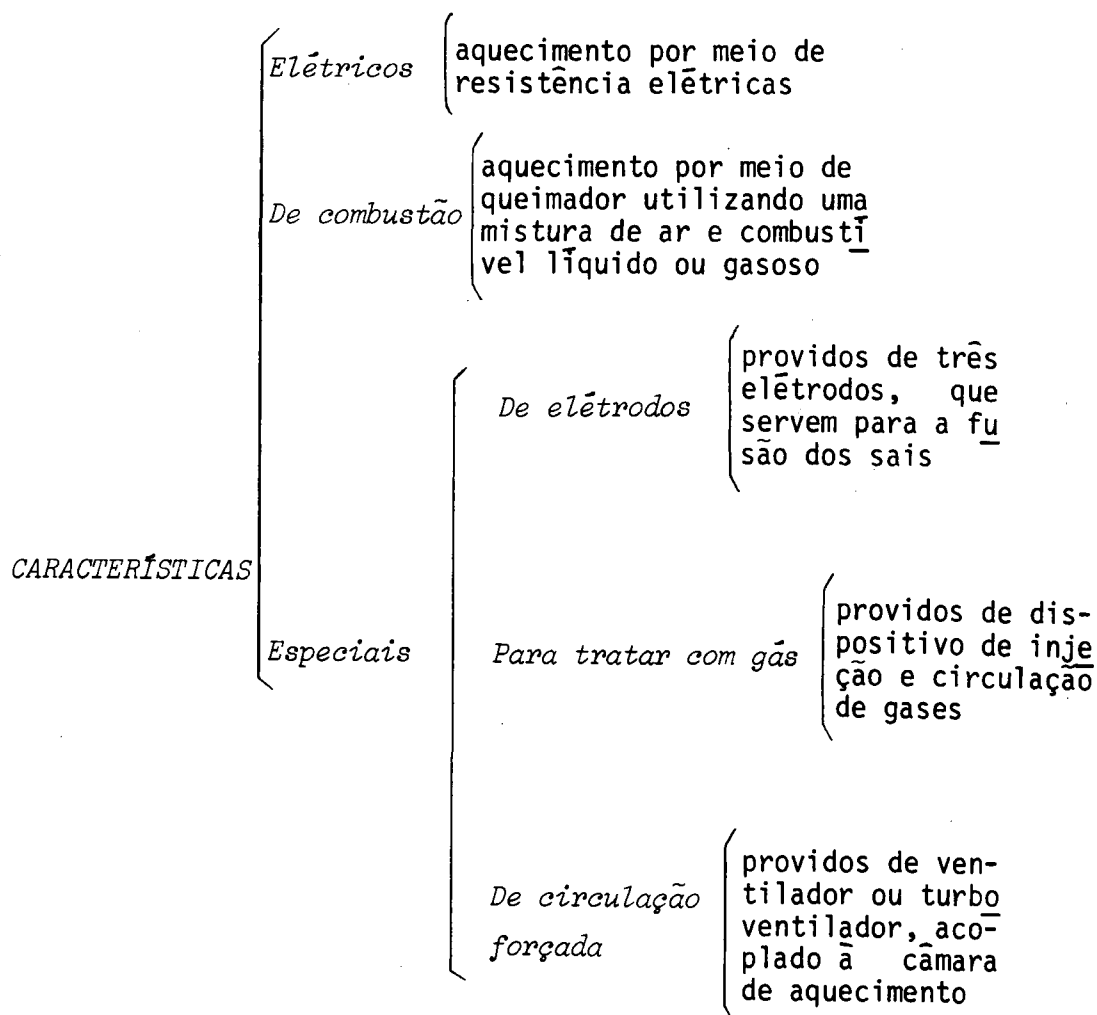 Elétricos
aquecimento por meio de
resistência elétricas
De combustão
aquecimento por meio de
queimador utilizando uma
mistura de ar e combustí
vel líquido ou gasoso
CARACTERÍSTICAS
Especiais
De elétrodos
providos de três
elétrodos, que
servem para a fu
são dos sais
Para tratar com gás
providos de dis-
positivo de inje
ção e circulação
de gases
De circulação
forçada
providos de ven-
tilador ou turbo
ventilador, aco-
plado à câmara
de aquecimento